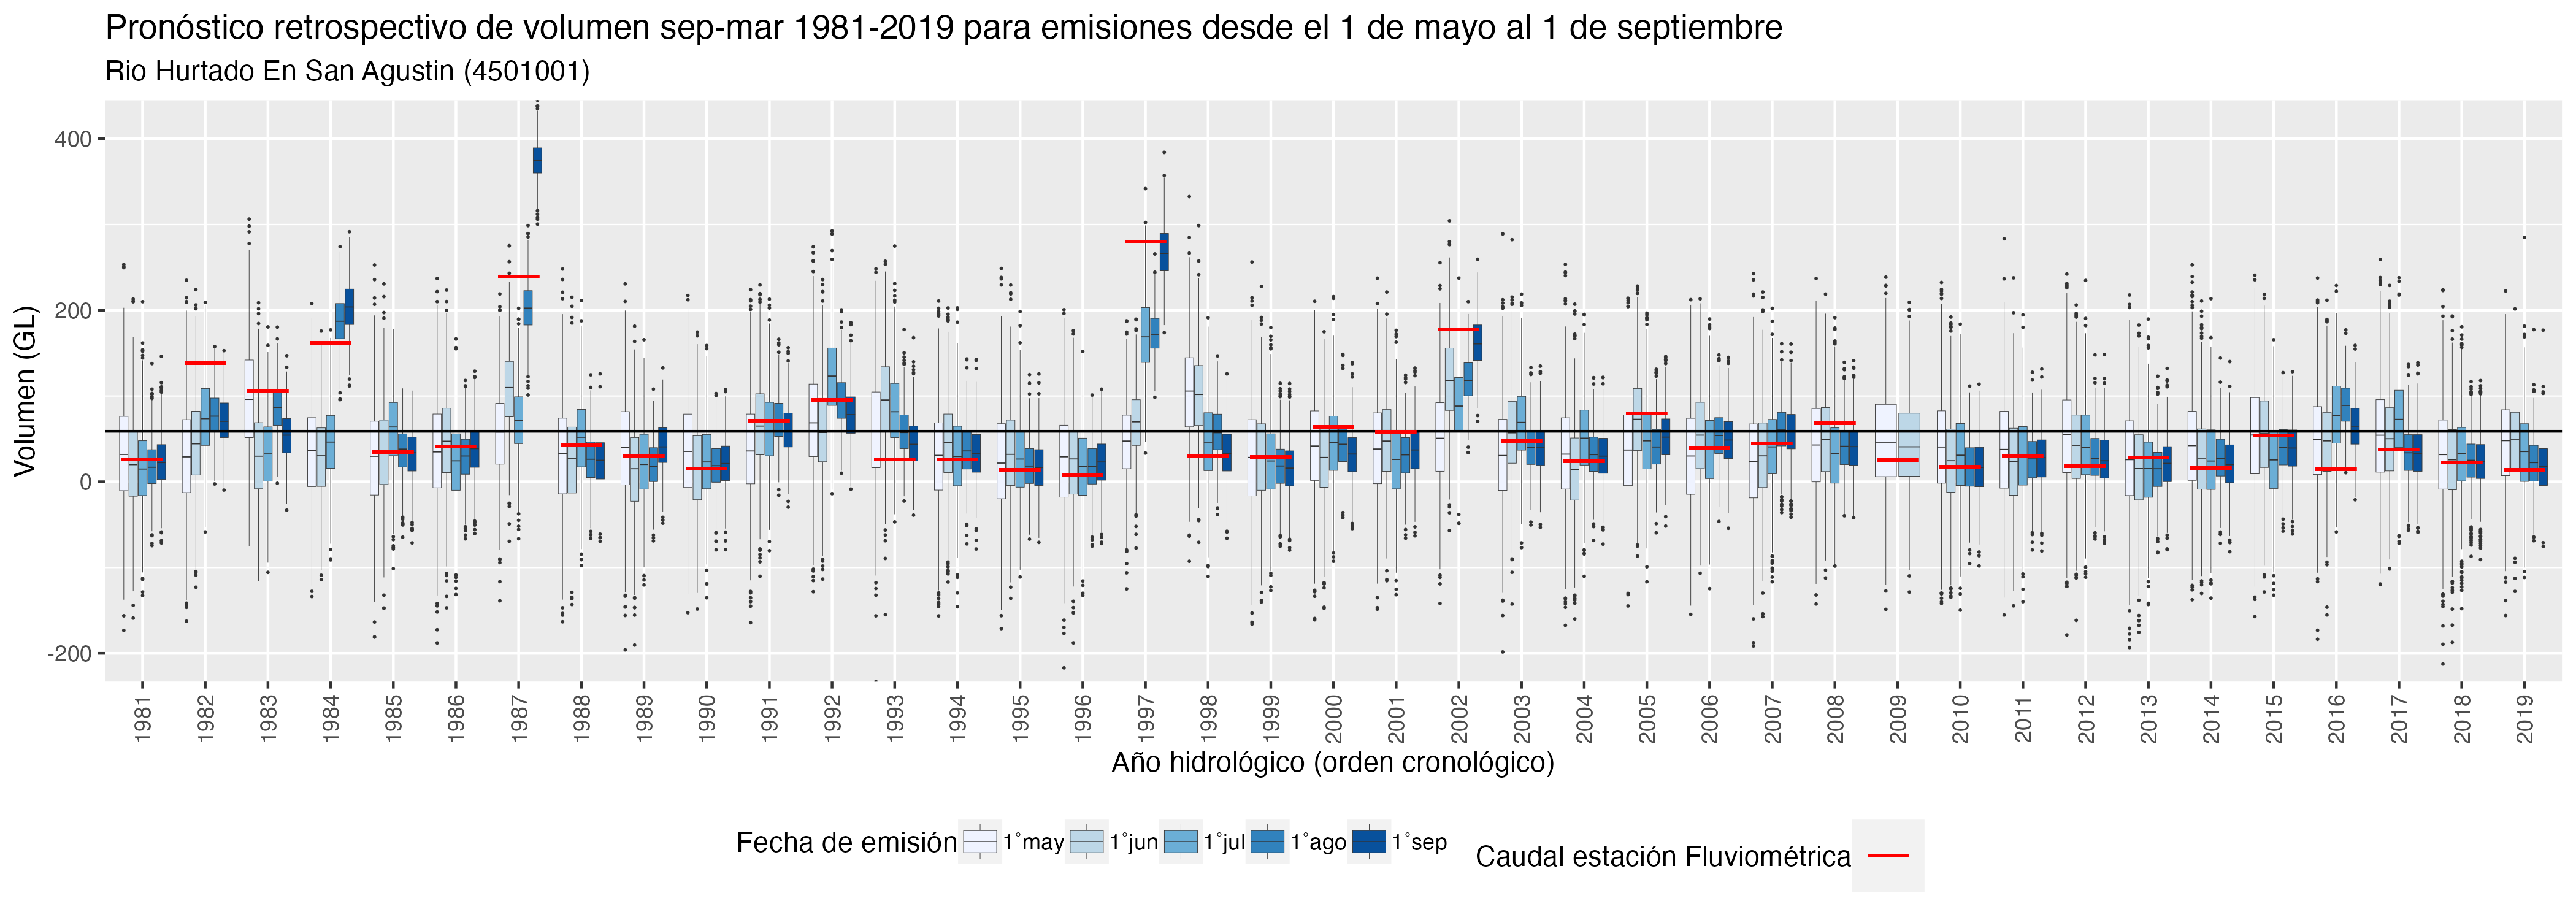 Pronóstico retrospectivo de volumen sep-mar 1981-2019 para emisiones desde el 1 de mayo al 1 de septiembre
Rio Hurtado En San Agustin (4501001)
Volumen (GL)
400
200
0
-200
1981 1982 1983 1984 1985 1986 1987 1988 1989 1990 1991 1992 1993 1994 1995 1996 1997 1998 1999 2000 2001 2002 2003 2004 2005 2006 2007 2008 2009 2010 2011 2012 2013 2014 2015 2016 2017 2018 2019
Año hidrológico (orden cronológico)
Fecha de emisión 1°may 1°jun 1°jul 1°ago 1°sep
Caudal estación Fluviométrica